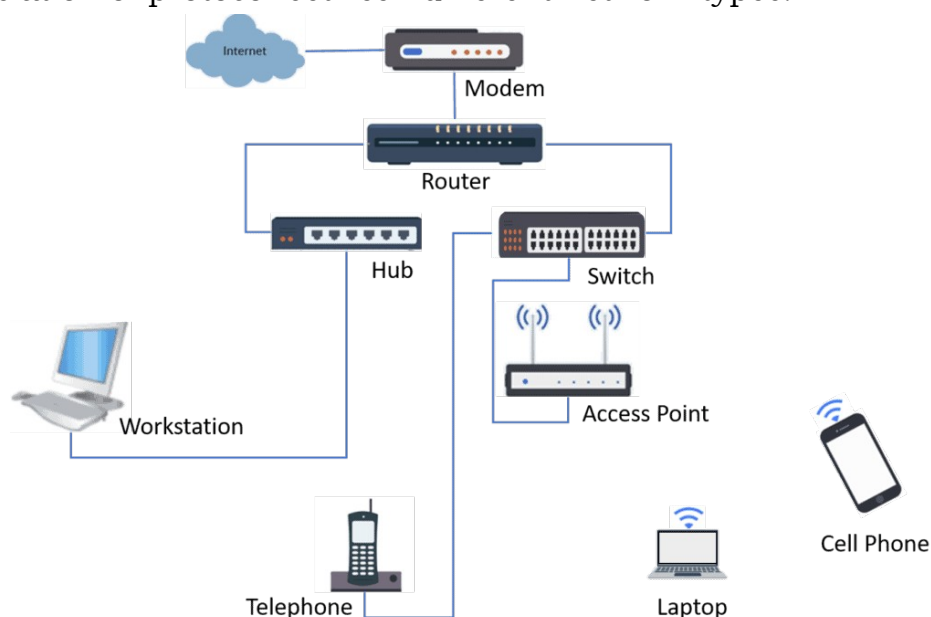 Internet
Modem
Router
Hub
Switch
Access Point
Workstation
Cell Phone
Telephone
Laptop